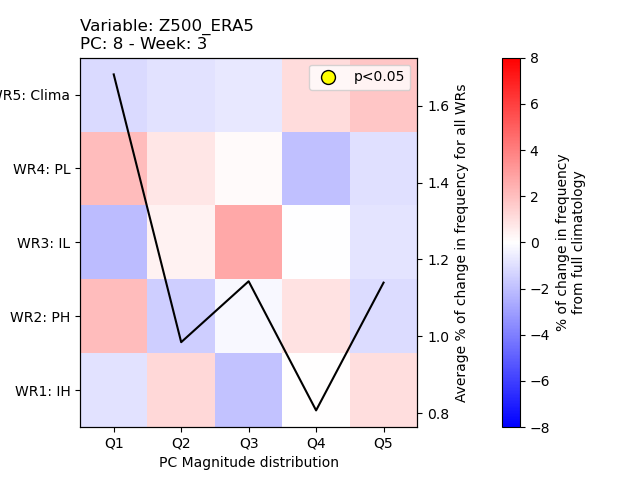 Variable: Z500_ERA5
PC: 8 - Week: 3
p<0.05
WR5: Clima
WR4: PL
WR3: IL
WR2: PH
WR1: IH
Q1 Q2 Q3 Q4 Q5
PC Magnitude distribution
1.6
1.4
1.2
1.0
0.8
Average % of change in frequency for all WRs
8
6
4
2
0
−2
−4
−6
−8
% of change in frequency
from full climatology